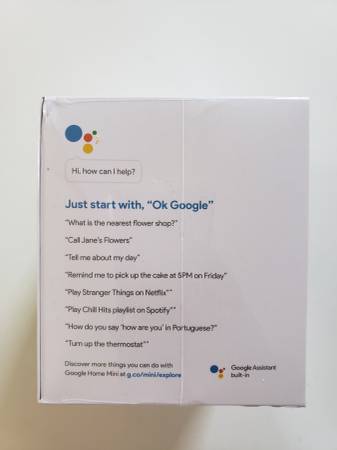 Hi, how can I help?
Just start with, “Ok Google”
“What is the nearest flower shop?”
“Call Jane’s Flowers”
“Tell me about my day”
“Remind me to pick up the cake at 5PM on Friday”
“Play Stranger Things on Netflix*”
“Play Chill Hits playlist on Spotify*”
“How do you say ‘how are you’ in Portuguese?”
“Turn up the thermostat*”
Discover more things you can do with
Google Home Mini at g.co/mini/explore
Google Assistant
built-in